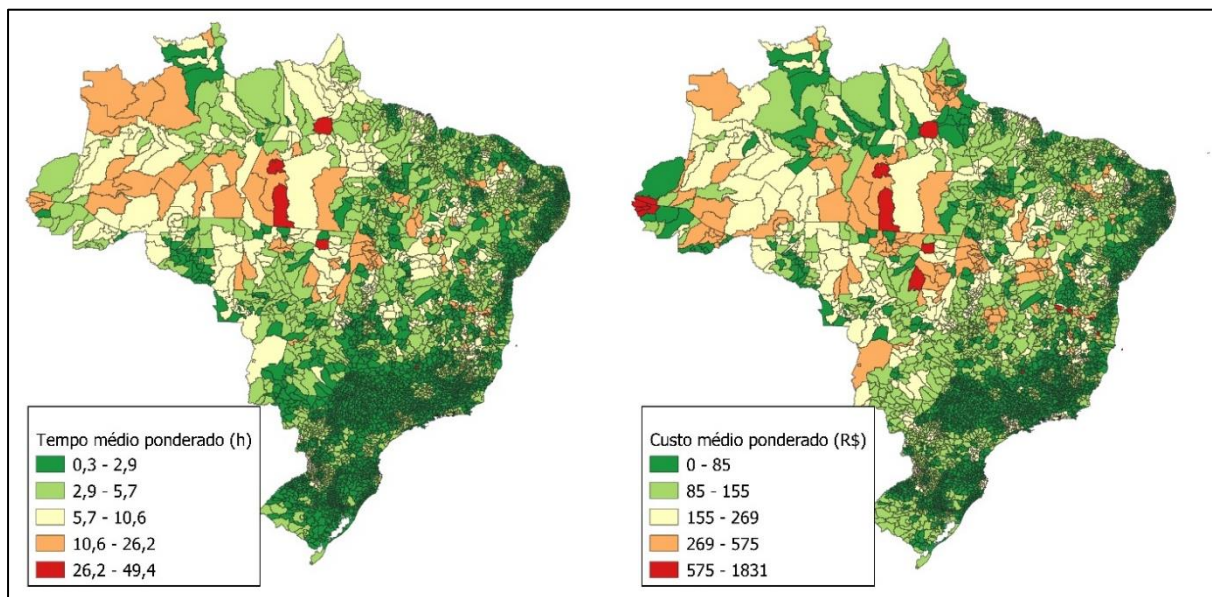 Tempo médio ponderado (h)
0,3 - 2,9
2,9 - 5,7
5,7 - 10,6
10,6 - 26,2
26,2 - 49,4
Custo médio ponderado (R$)
0 - 85
85 - 155
155 - 269
269 - 575
575 - 1831